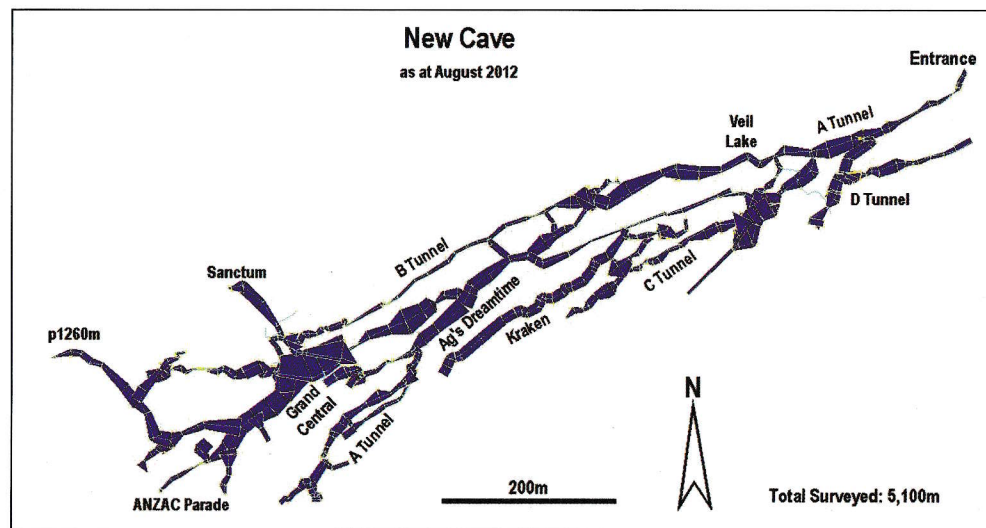 New Cave
as at August 2012
Entrance
A Tunnel
Veil
Lake
D Tunnel
B Tunnel
C Tunnel
Sanctum
Ag's Dreamtime
Kraken
p1260m
Grand
Central
A Tunnel
ANZAC Parade
200m
N
Total Surveyed: 5,100m